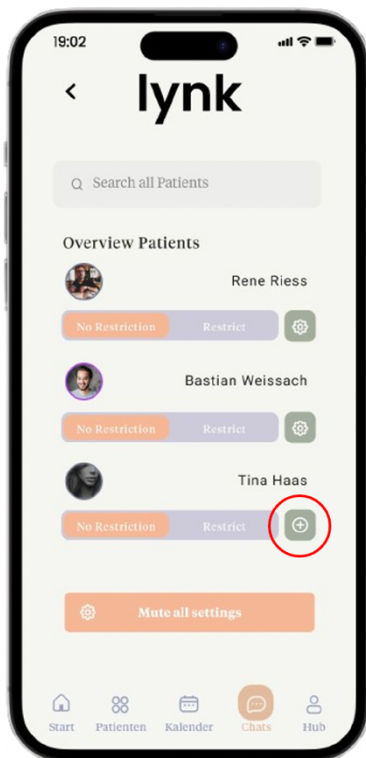 19:02
lynk
Search all Patients
Overview Patients
Rene Riess
No Restriction Restrict
Bastian Weissach
No Restriction Restrict
Tina Haas
No Restriction Restrict
Mute all settings
Start Patienten Kalender Chats Hub